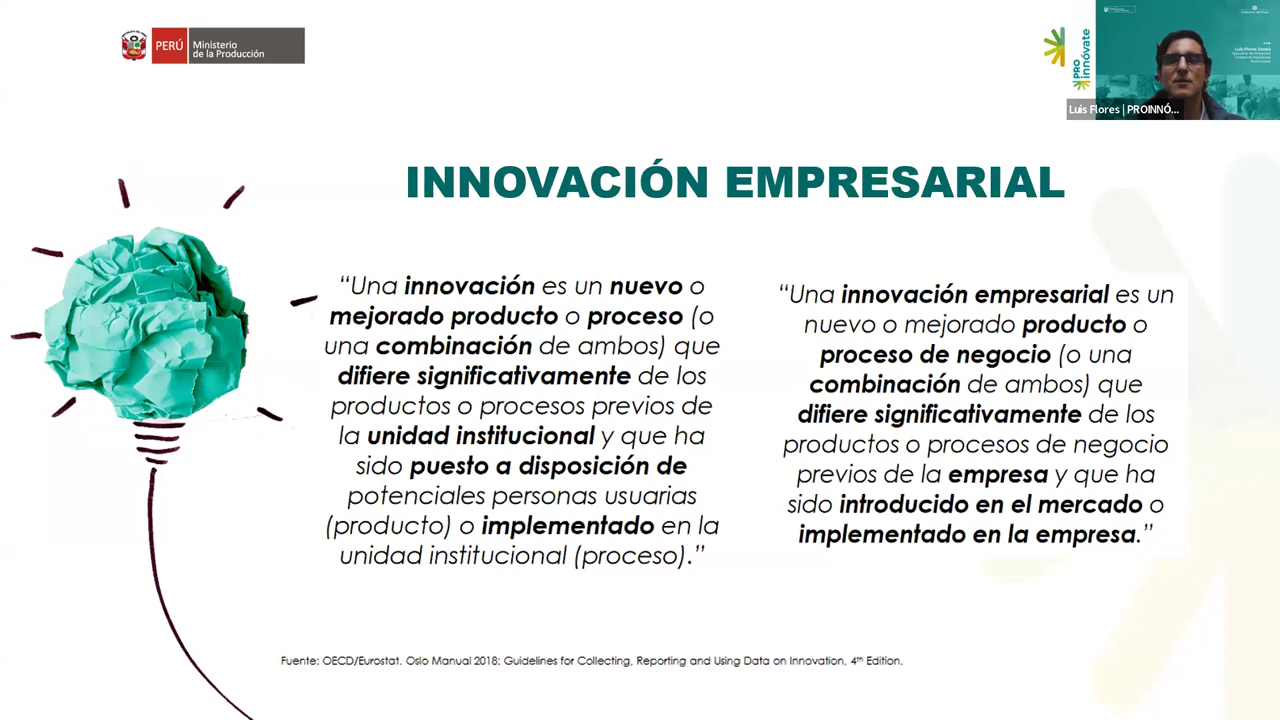 PERÚ
Ministerio
de la Producción
PRO
innóvate
Luis Flores | PROINNÓ...
INNOVACIÓN EMPRESARIAL
“Una innovación es un nuevo o
mejorado producto o proceso (o
una combinación de ambos) que
difiere significativamente de los
productos o procesos previos de
la unidad institucional y que ha
sido puesto a disposición de
potenciales personas usuarias
(producto) o implementado en la
unidad institucional (proceso).”
“Una innovación empresarial es un
nuevo o mejorado producto o
proceso de negocio (o una
combinación de ambos) que
difiere significativamente de los
productos o procesos de negocio
previos de la empresa y que ha
sido introducido en el mercado o
implementado en la empresa.”
Fuente: OECD/Eurostat. Oslo Manual 2018: Guidelines for Collecting, Reporting and Using Data on Innovation, 4th Edition.